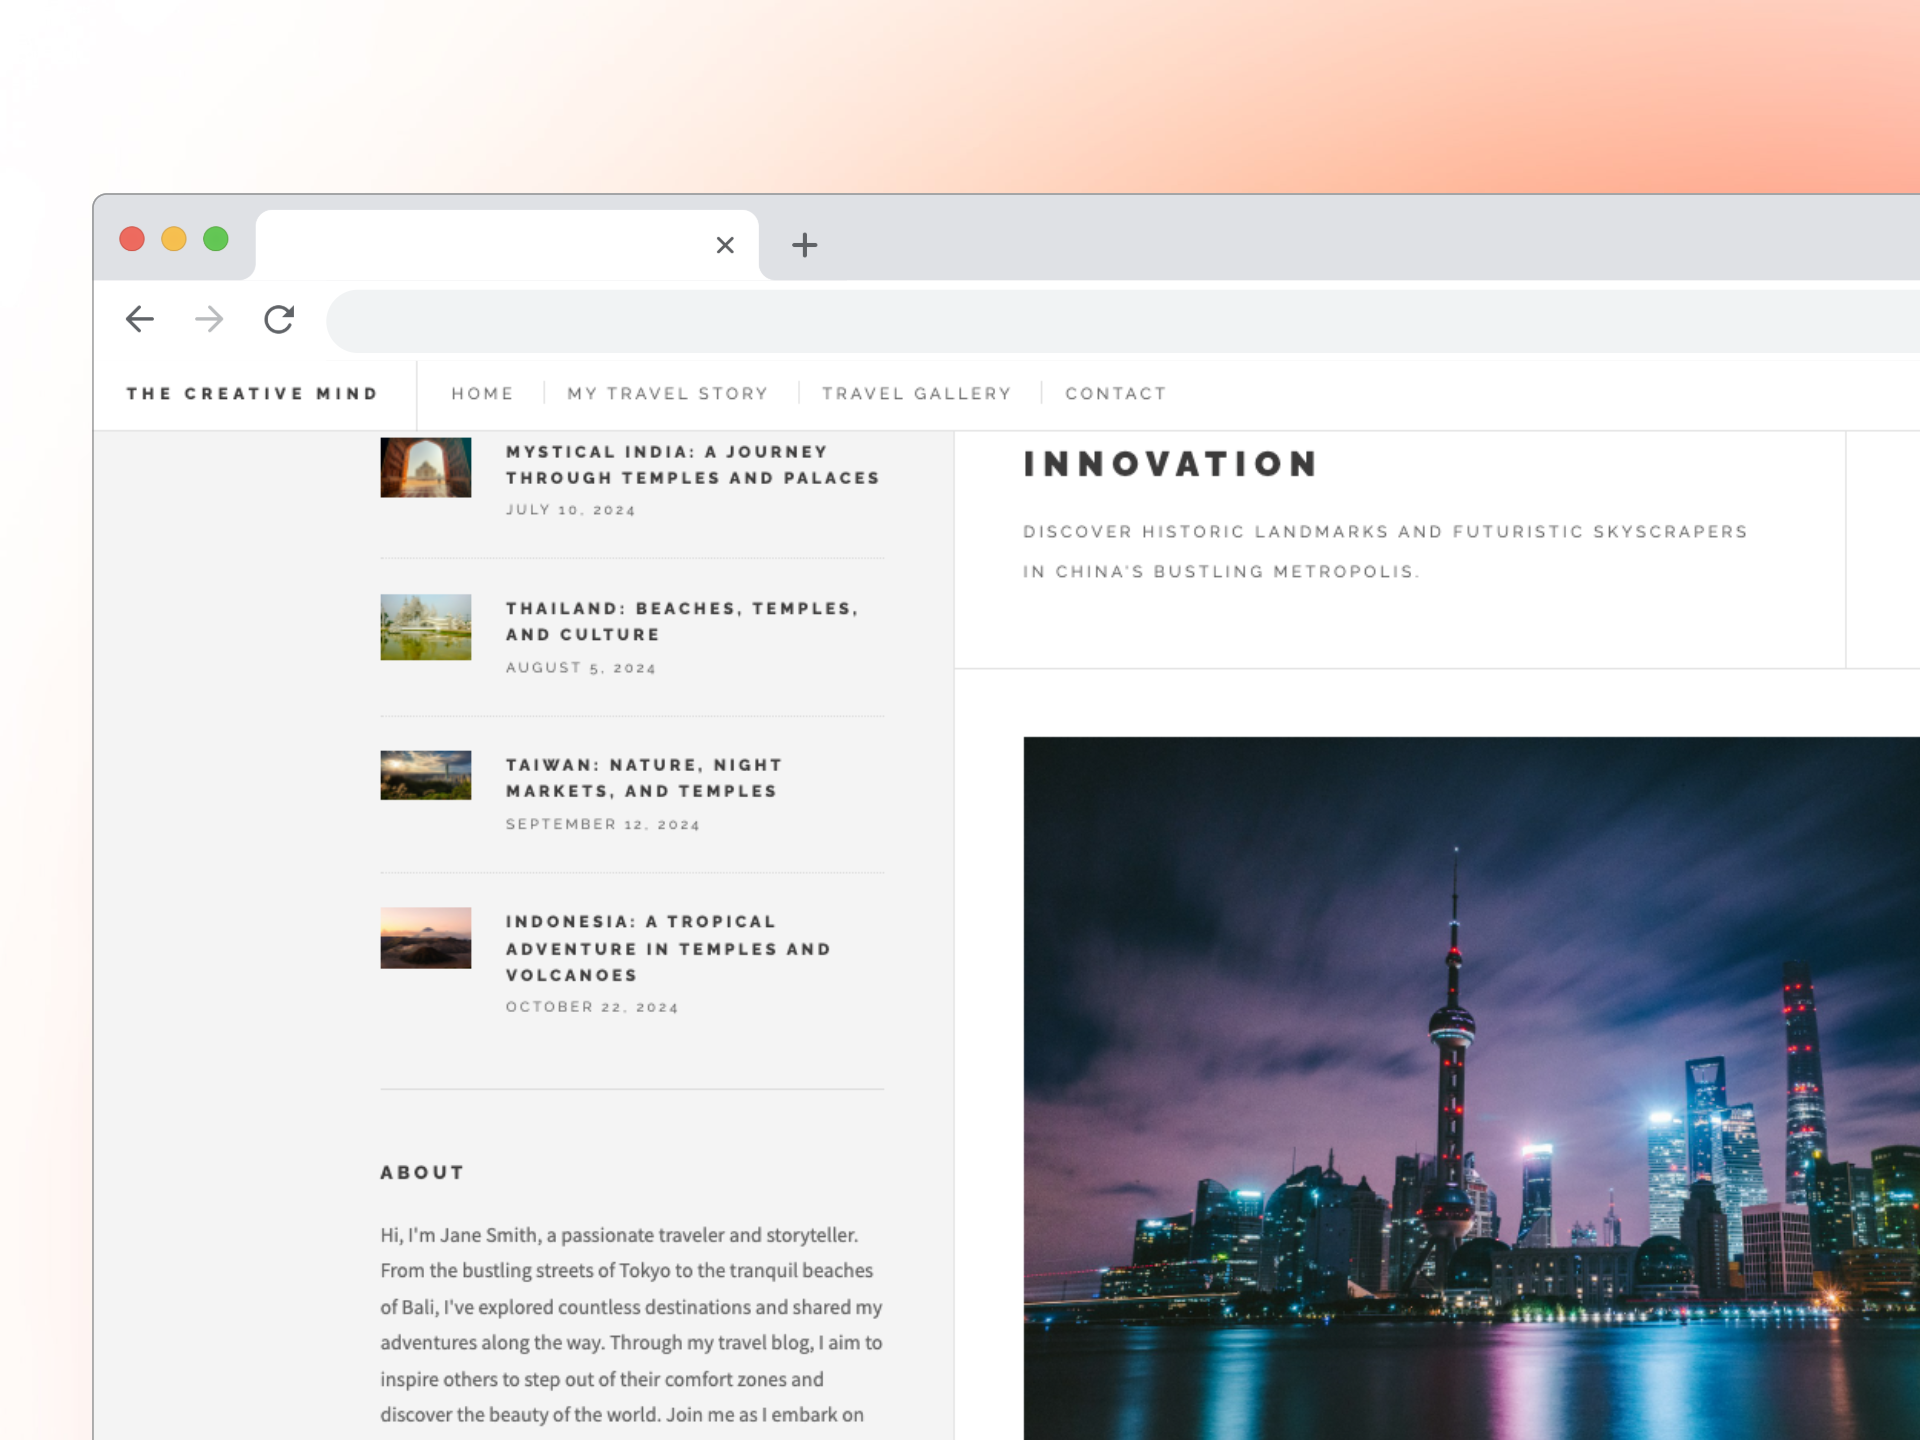 THE CREATIVE MIND
HOME
MY TRAVEL STORY
TRAVEL GALLERY
CONTACT
MYSTICAL INDIA: A JOURNEY
THROUGH TEMPLES AND PALACES
JULY 10, 2024
THAILAND: BEACHES, TEMPLES,
AND CULTURE
AUGUST 5, 2024
TAIWAN: NATURE, NIGHT
MARKETS, AND TEMPLES
SEPTEMBER 12, 2024
INDONESIA: A TROPICAL
ADVENTURE IN TEMPLES AND
VOLCANOES
OCTOBER 22, 2024
ABOUT
Hi, I'm Jane Smith, a passionate traveler and storyteller.
From the bustling streets of Tokyo to the tranquil beaches
of Bali, I've explored countless destinations and shared my
adventures along the way. Through my travel blog, I aim to
inspire others to step out of their comfort zones and
discover the beauty of the world. Join me as I embark on
INNOVATION
DISCOVER HISTORIC LANDMARKS AND FUTURISTIC SKYSCRAPERS
IN CHINA'S BUSTLING METROPOLIS.